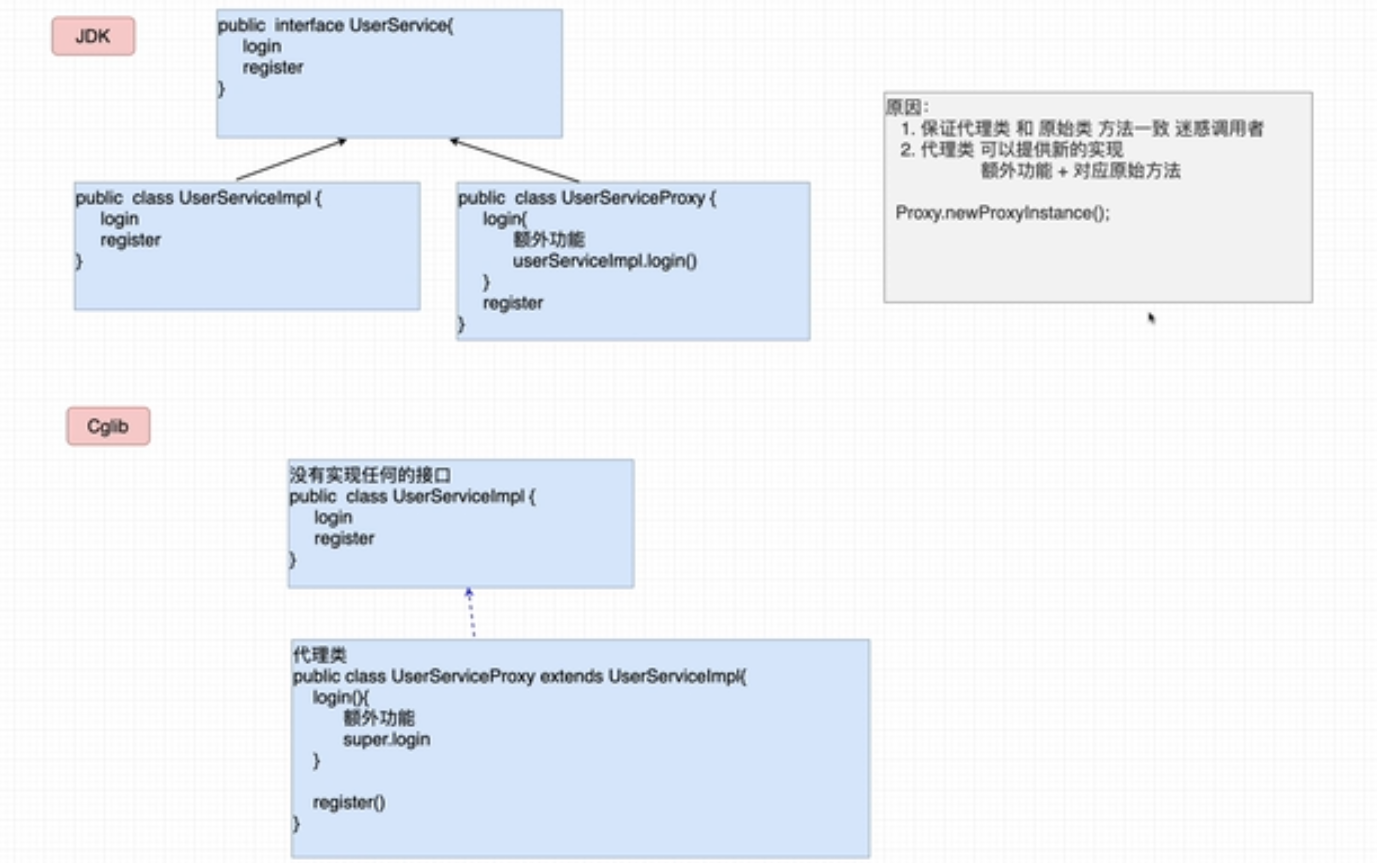 JDK
public  interface UserService{
login
register
}
public  class UserServiceImpl {
login
register
}
public  class UserServiceProxy {
login{
额外功能
userServiceImpl.login()
}
register
}
原因：
1. 保证代理类 和 原始类 方法一致 迷惑调用者
2. 代理类 可以提供新的实现
额外功能 + 对应原始方法
Proxy.newProxyInstance();
Cglib
没有实现任何的接口
public  class UserServiceImpl {
login
register
}
代理类
public class UserServiceProxy extends UserServiceImpl{
login(){
额外功能
super.login
}
register()
}